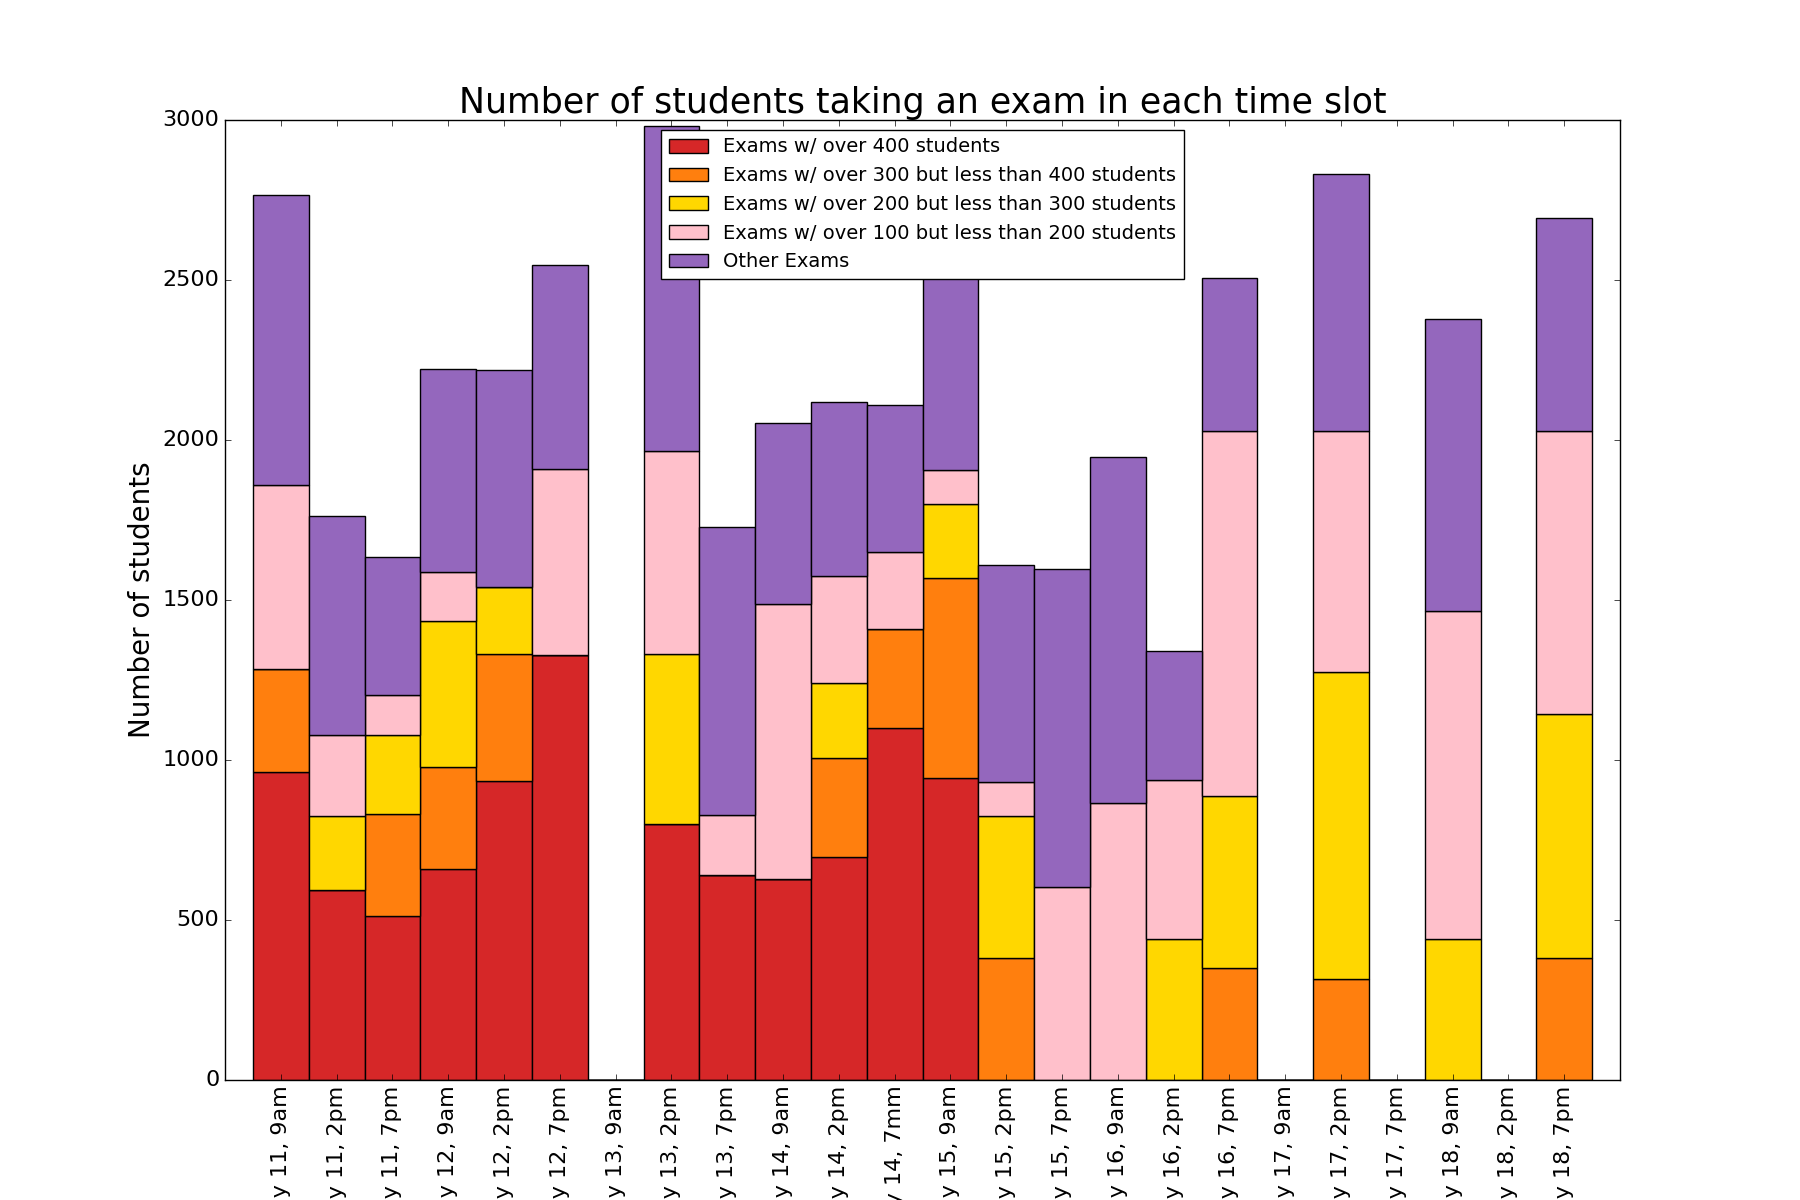 Number of students taking an exam in each time slot
3000
2500
2000
1500
1000
500
0
Number of students
Exams w/ over 400 students
Exams w/ over 300 but less than 400 students
Exams w/ over 200 but less than 300 students
Exams w/ over 100 but less than 200 students
Other Exams
y 11, 9am
y 11, 2pm
y 11, 7pm
y 12, 9am
y 12, 2pm
y 12, 7pm
y 13, 9am
y 13, 2pm
y 13, 7pm
y 14, 9am
y 14, 2pm
y 14, 7mm
y 15, 9am
y 15, 2pm
y 15, 7pm
y 16, 9am
y 16, 2pm
y 16, 7pm
y 17, 9am
y 17, 2pm
y 17, 7pm
y 18, 9am
y 18, 2pm
y 18, 7pm